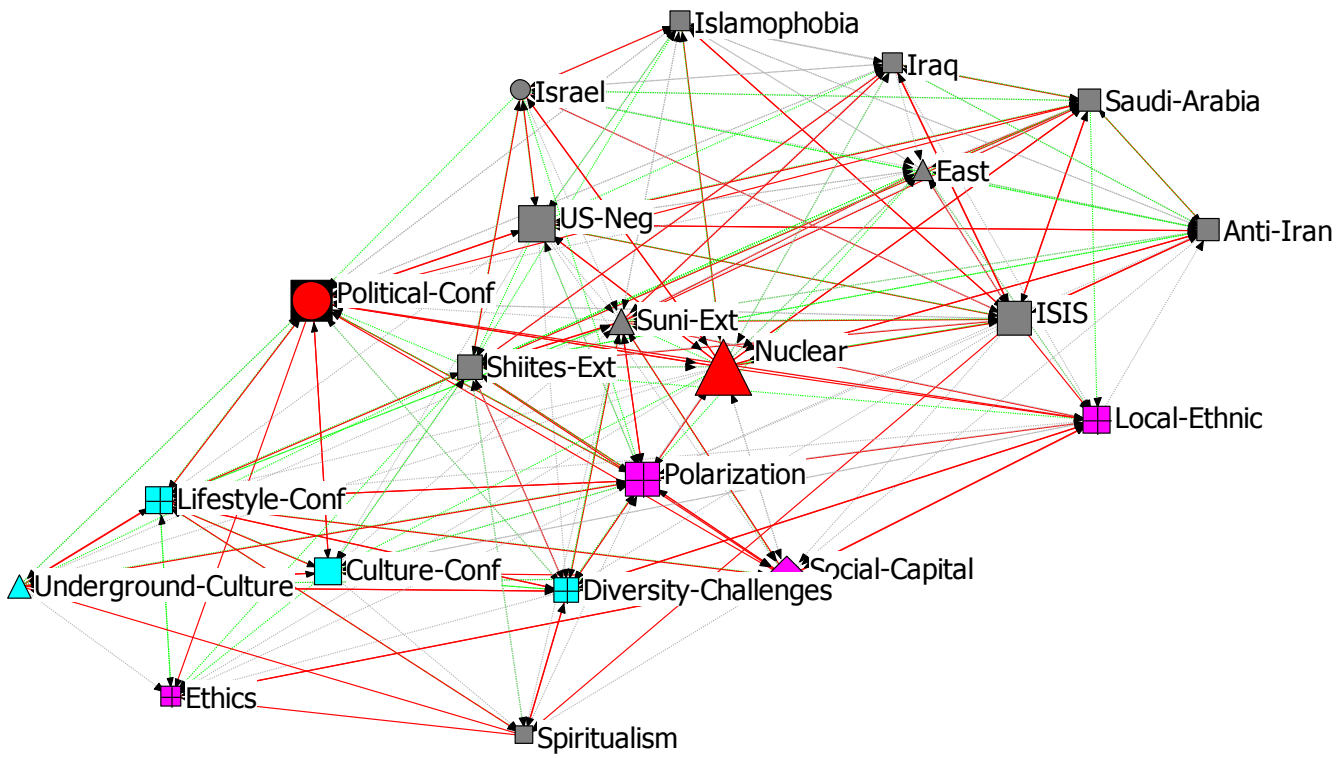 Islamophobia
Iraq
Israel
Saudi-Arabia
East
US-Neg
Anti-Iran
Political-Conf
Suni-Ext
ISIS
Nuclear
Shiites-Ext
Local-Ethnic
Polarization
Lifestyle-Conf
Culture-Conf
Social-Capital
Underground-Culture
Diversity-Challenges
Ethics
Spiritualism